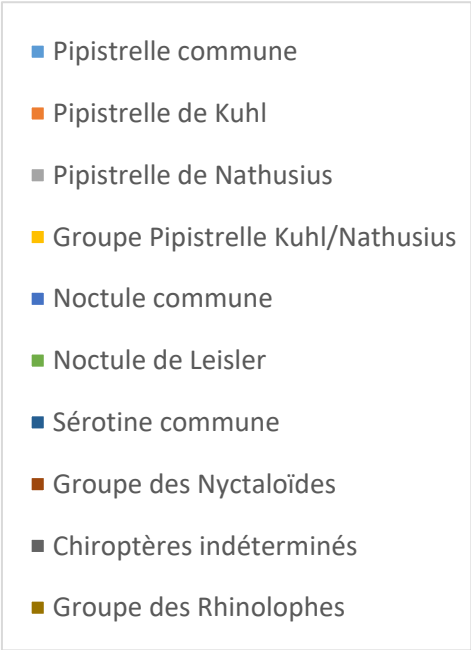 Pipistrelle commune
Pipistrelle de Kuhl
Pipistrelle de Nathusius
Groupe Pipistrelle Kuhl/Nathusius
Noctule commune
Noctule de Leisler
Sérotine commune
Groupe des Nyctaloïdes
Chiroptères indéterminés
Groupe des Rhinolophes